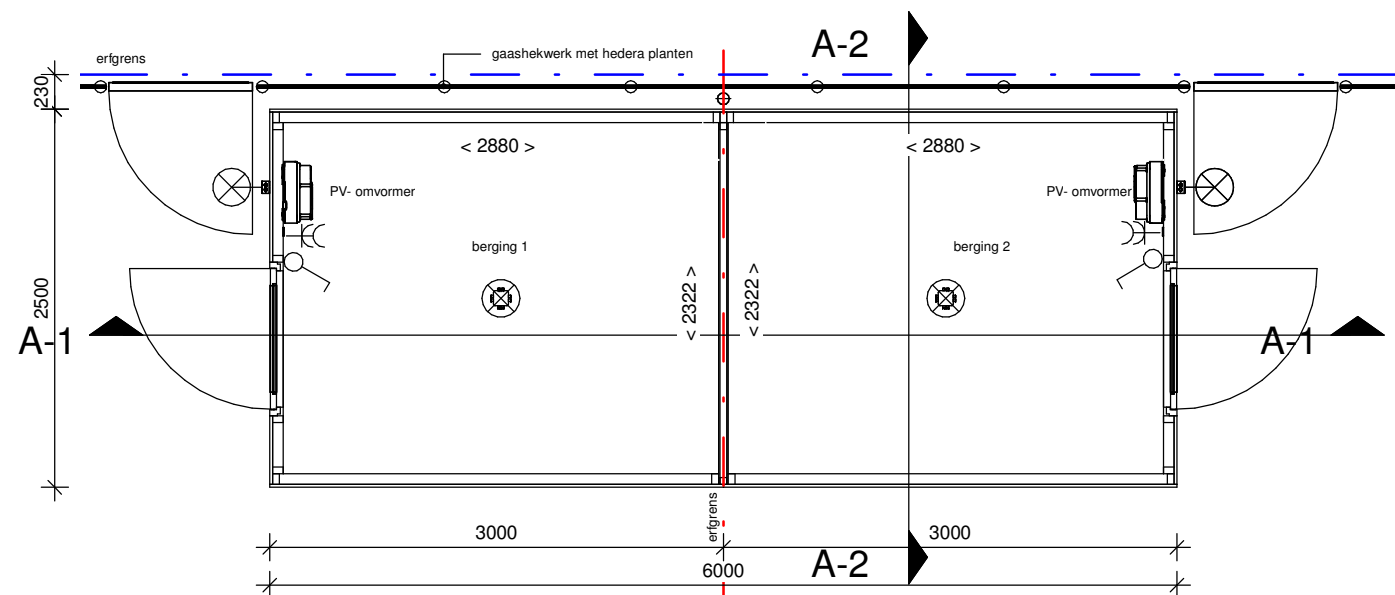 A-2
erfgrens
gaashekwerk met hedera planten
230
< 2880 >
< 2880 >
PV- omvormer
PV- omvormer
berging 1
berging 2
2500
< 2322 >
< 2322 >
A-1
A-1
erfgrens
3000
3000
A-2
6000